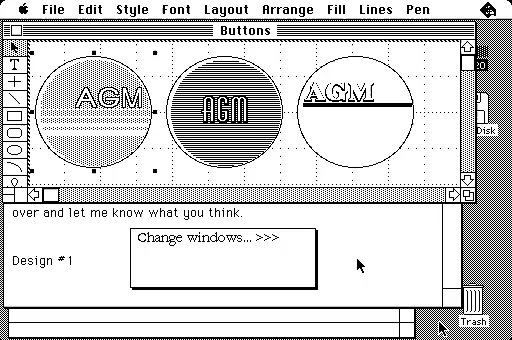 File Edit Style Font Layout Arrange Fill Lines Pen
Buttons
T
AGM
AGM
AGM
Disk
over and let me know what you think.
Change windows... >>>
Design #1
Trash